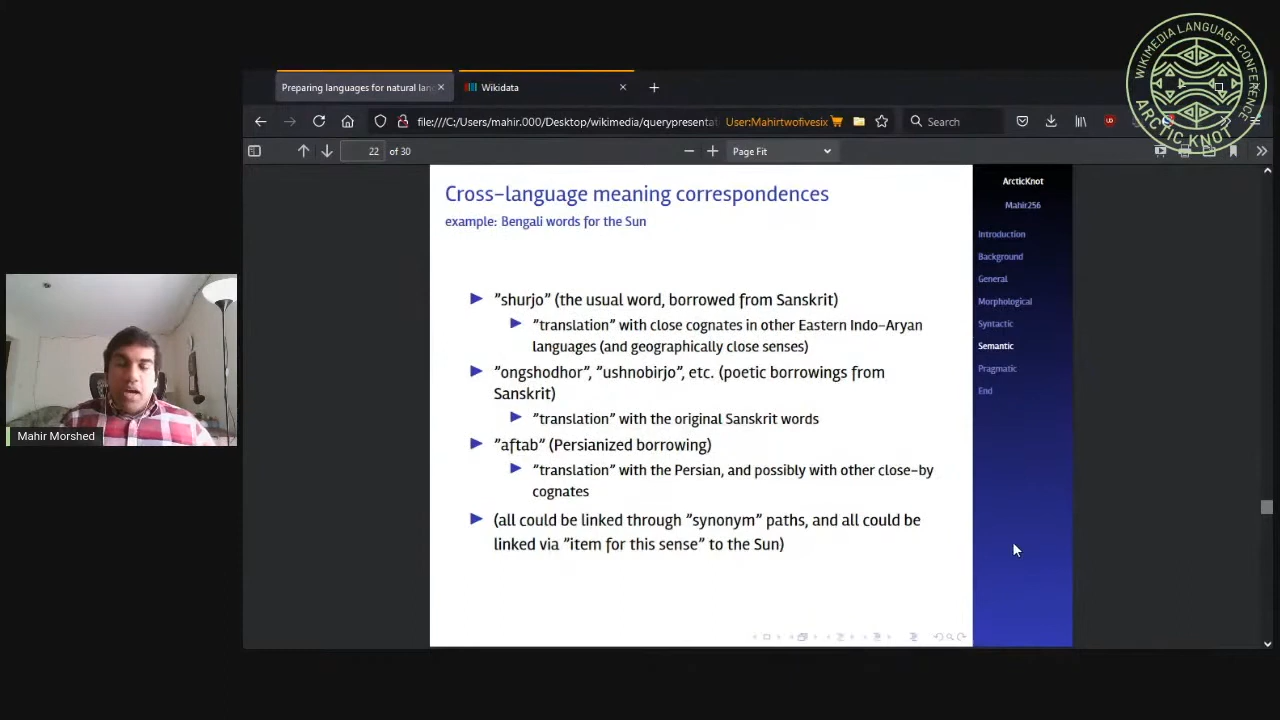 WIKIMEDIA LANGUAGE CONFERENCE
ARCTIC KNOT
Preparing languages for natural lan
Wikidata
file:///C:/Users/mahir.000/Desktop/wikimedia/querypresentat
User:Mahirtwofivesix
Search
22 of 30
Page Fit
Cross-language meaning correspondences
example: Bengali words for the Sun
"shurjo" (the usual word, borrowed from Sanskrit)
"translation" with close cognates in other Eastern Indo-Aryan
languages (and geographically close senses)
"ongshodhor", "ushnobirjo", etc. (poetic borrowings from
Sanskrit)
"translation" with the original Sanskrit words
"aftab" (Persianized borrowing)
"translation" with the Persian, and possibly with other close-by
cognates
(all could be linked through "synonym" paths, and all could be
linked via "item for this sense" to the Sun)
ArcticKnot
Mahir256
Introduction
Background
General
Morphological
Syntactic
Semantic
Pragmatic
End
Mahir Morshed